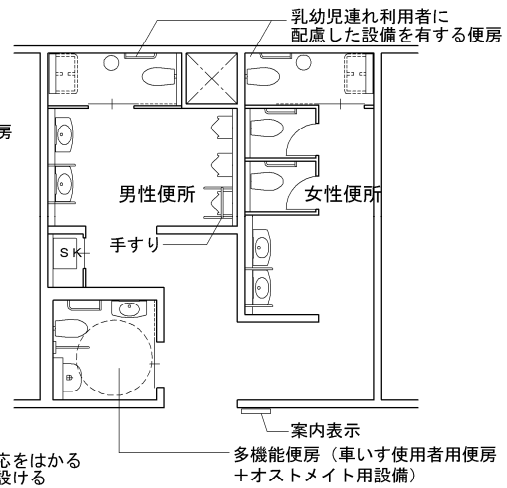 乳幼児連れ利用者に
配慮した設備を有する便房
房
男性便所
女性便所
手すり
SK
案内表示
多機能便房（車いす使用者用便房
＋オストメイト用設備）
応をはかる
設ける